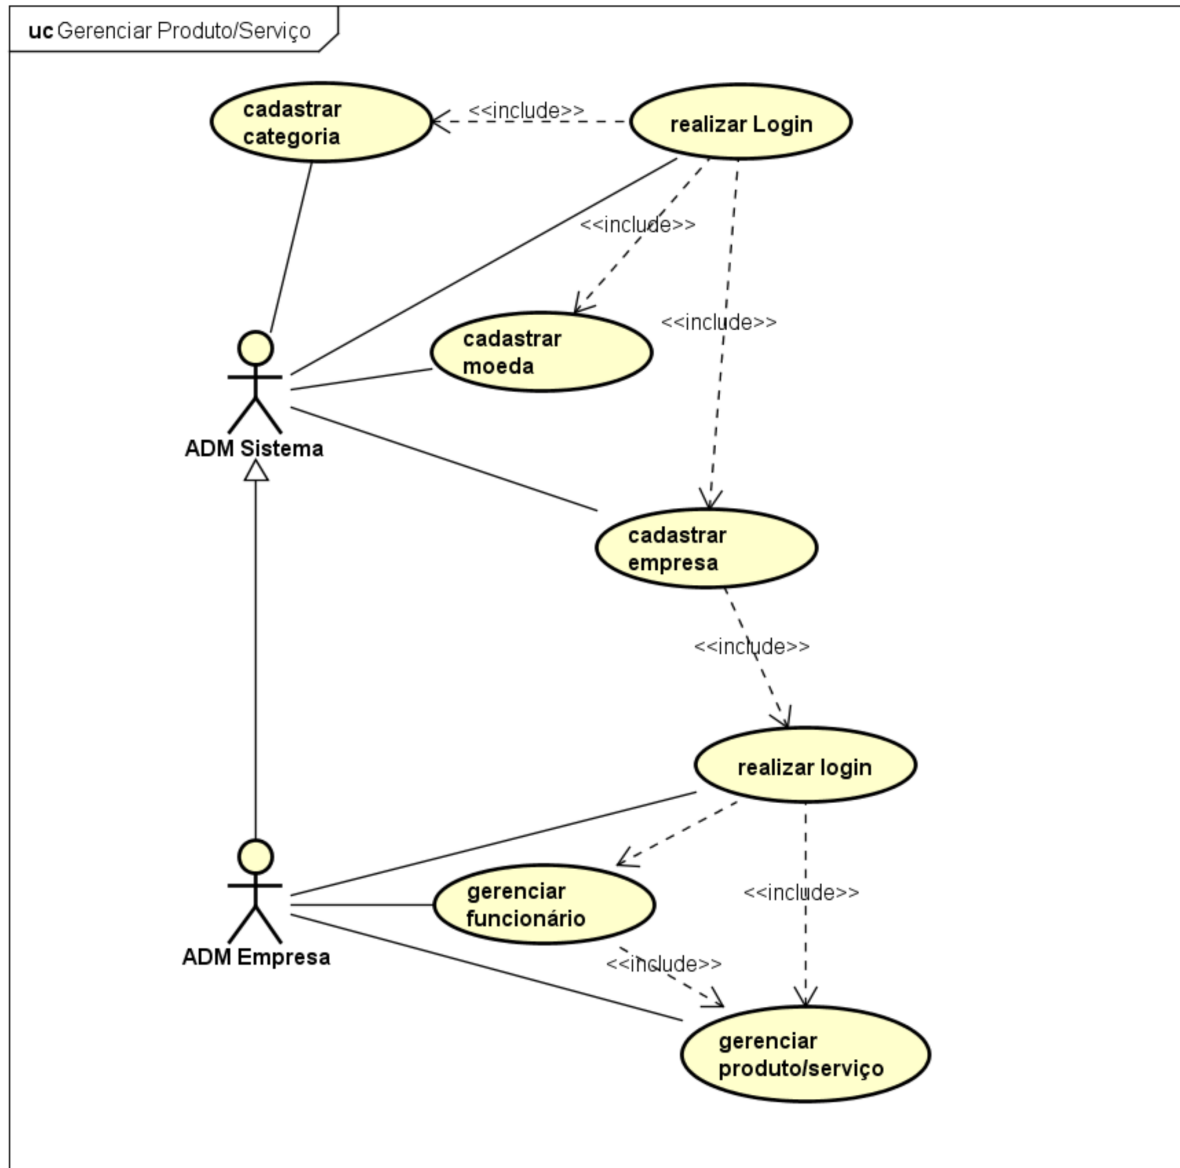 uc Gerenciar Produto/Serviço
cadastrar
categoria
<<include>>
realizar Login
<<include>>
<<include>>
cadastrar
moeda
ADM Sistema
cadastrar
empresa
<<include>>
realizar login
gerenciar
funcionário
<<include>>
ADM Empresa
<<include>>
gerenciar
produto/serviço